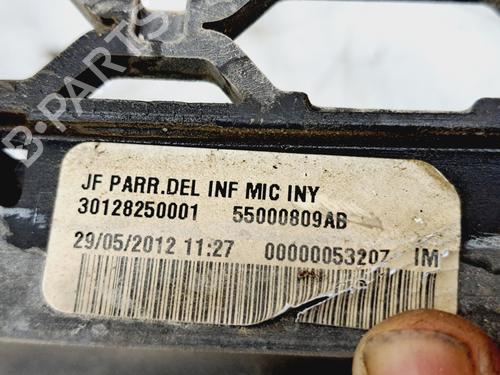 B-PARTS
JF PARR.DEL INF MIC INY
30128250001 55000809AB
29/05/2012 11:27 00000053207 IM